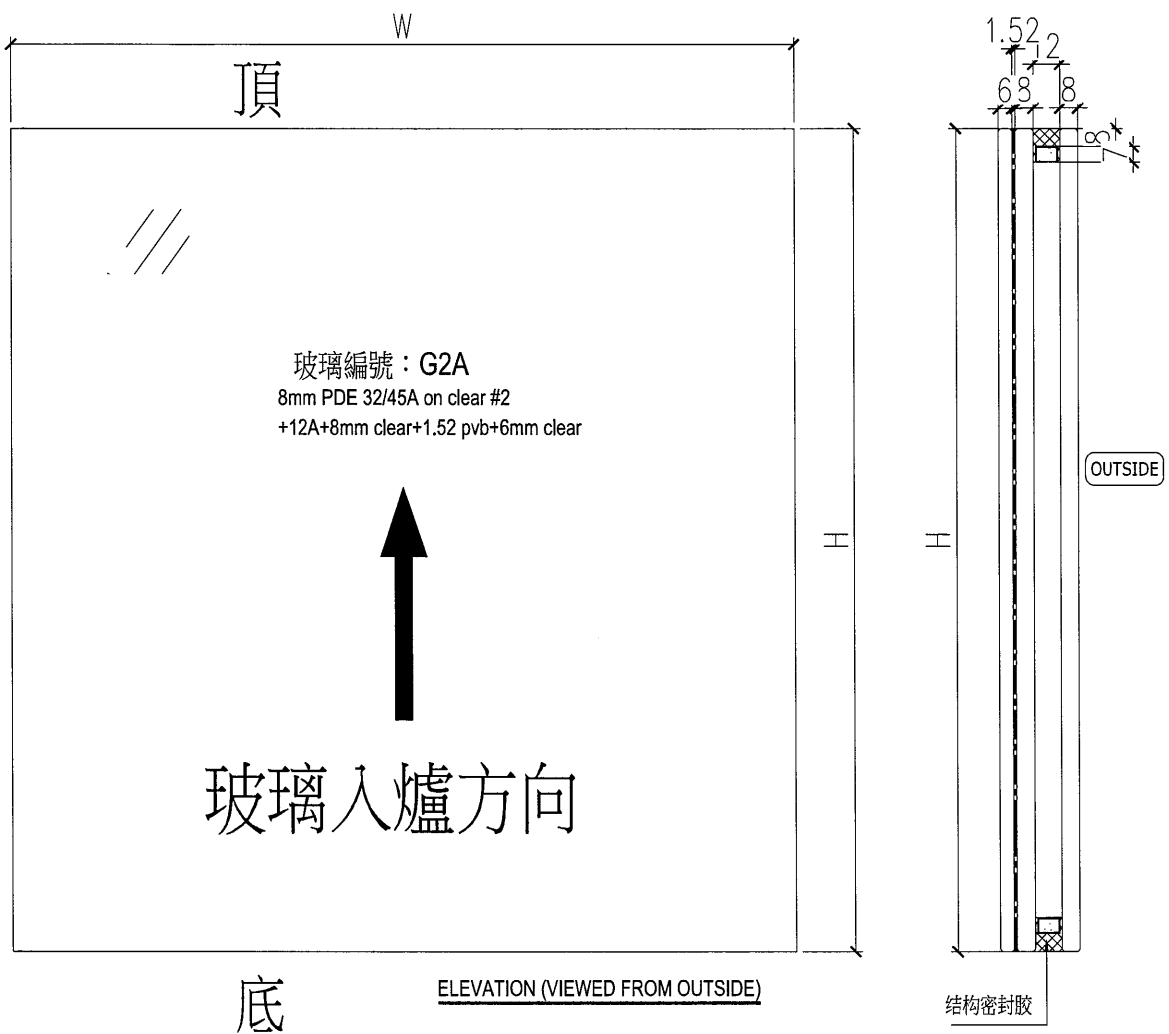 W
頂
1.52
12
6 8 8
8
7
玻璃編號：G2A
8mm PDE 32/45A on clear #2
+12A+8mm clear+1.52 pvb+6mm clear
OUTSIDE
H
H
玻璃入爐方向
底
ELEVATION (VIEWED FROM OUTSIDE)
结构密封胶